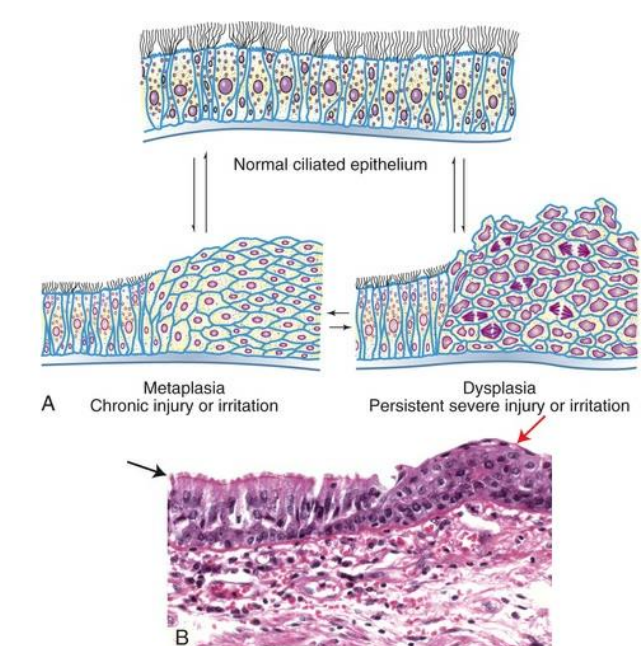 Normal ciliated epithelium
Metaplasia
Chronic injury or irritation
Dysplasia
Persistent severe injury or irritation
A
B